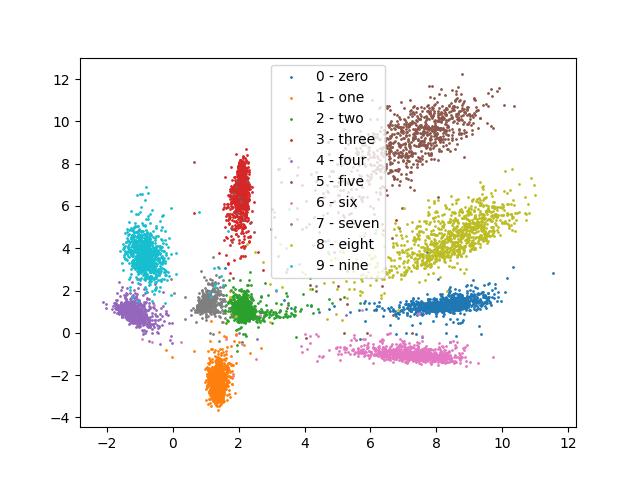 0 - zero
1 - one
2 - two
3 - three
4 - four
5 - five
6 - six
7 - seven
8 - eight
9 - nine
12
10
8
6
4
2
0
−2
−4
−2 0 2 4 6 8 10 12